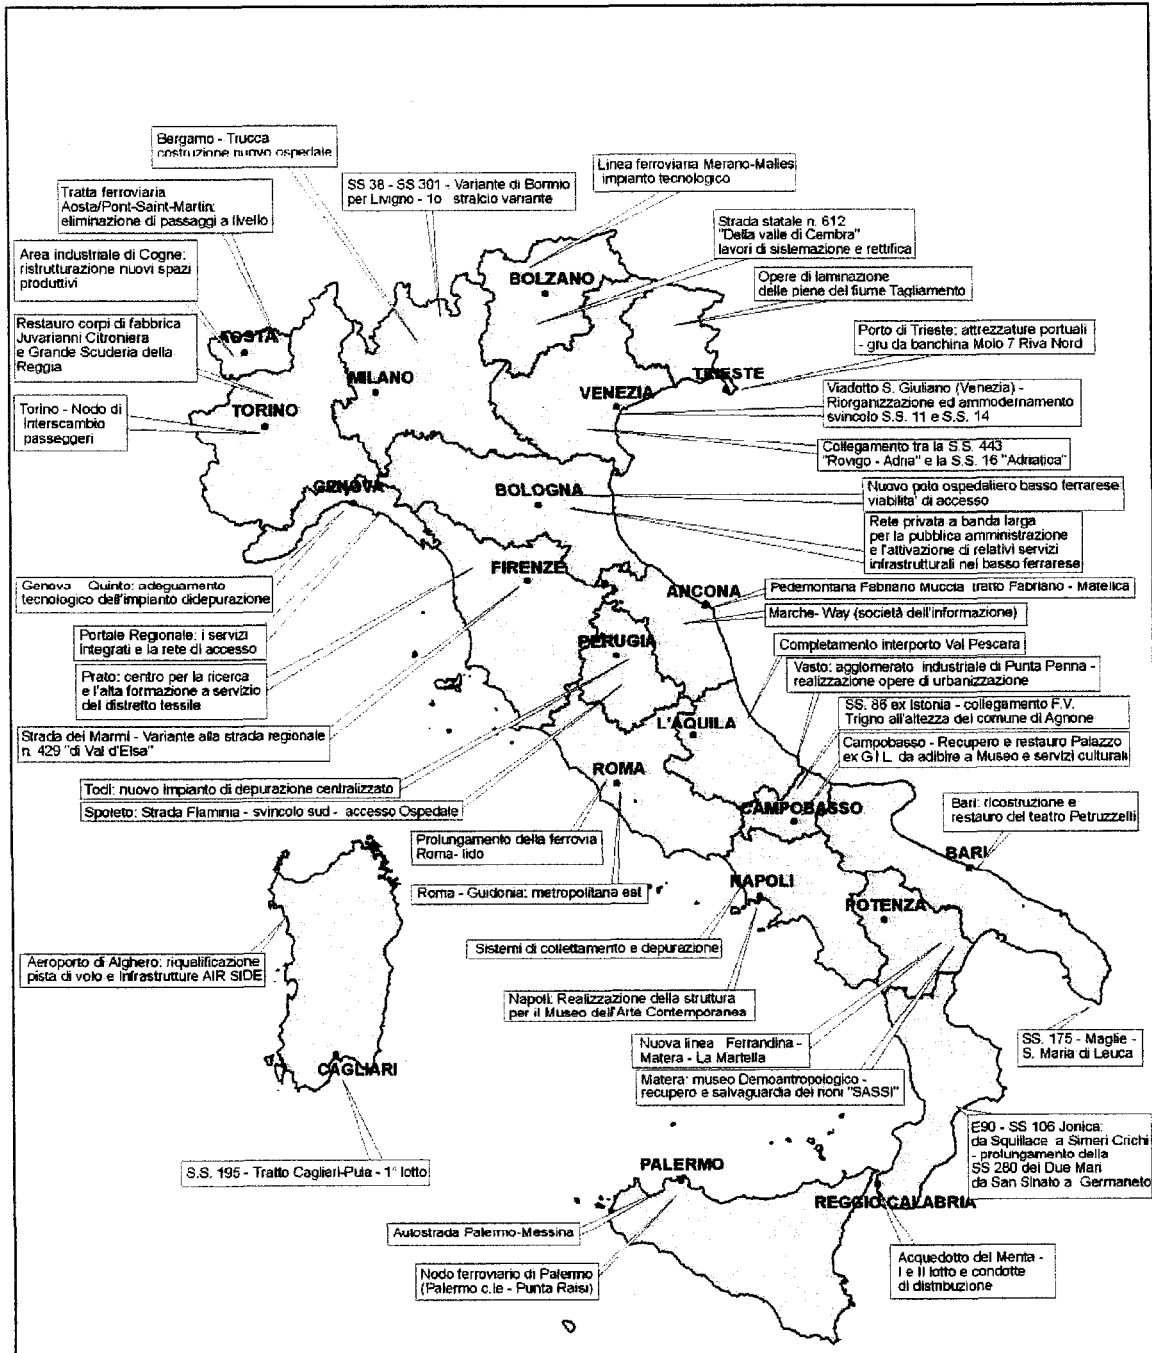 Bergamo - Trucca
costruzione nuovo ospedale
Linea ferroviaria Merano-Malles
impianto tecnologico
Tratta ferroviaria
Aosta/Pont-Saint-Martin:
eliminazione di passaggi a livello
SS 38 - SS 301 - Variante di Bormio
per Livigno - 1o stralcio variante
Strada statale n. 612
"Della valle di Cembra"
lavori di sistemazione e rettifica
Area industriale di Cogne:
ristrutturazione nuovi spazi
produttivi
BOLZANO
Opere di laminazione
delle piene del fiume Tagliamento
Restauro corpi di fabbrica
Juvarianni Citroniera
e Grande Scuderia della
Reggia
AOSTA
Porto di Trieste: attrezzature portuali
- gru da banchina Molo 7 Riva Nord
MILANO
TRIESTE
VENEZIA
Viadotto S. Giuliano (Venezia) -
Riorganizzazione ed ammodernamento
svincolo S.S. 11 e S.S. 14
Torino - Nodo di
Interscambio
passeggeri
TORINO
Collegamento tra la S.S. 443
"Rovigo - Adria" e la S.S. 16 "Adriatica"
GENOVA
BOLOGNA
Nuovo polo ospedaliero basso ferrarese
viabilita' di accesso
Rete privata a banda larga
per la pubblica amministrazione
e l'attivazione di relativi servizi
infrastrutturali nel basso ferrarese
FIRENZE
Genova Quinto: adeguamento
tecnologico dell'impianto didepurazione
ANCONA
Pedemontana Fabriano Muccia tratto Fabriano - Matelica
Marche- Way (società dell'informazione)
Portale Regionale: i servizi
integrati e la rete di accesso
PERUGIA
Completamento interporto Val Pescara
Vasto: agglomerato industriale di Punta Penna -
realizzazione opere di urbanizzazione
Prato: centro per la ricerca
e l'alta formazione a servizio
del distretto tessile
SS. 86 ex Istonia - collegamento F.V.
Trigno all'altezza del comune di Agnone
Strada dei Marmi - Variante alla strada regionale
n. 429 "di Val d'Elsa"
L'AQUILA
Campobasso - Recupero e restauro Palazzo
ex G I L da adibire a Museo e servizi culturali
Todi: nuovo impianto di depurazione centralizzato
Spoleto: Strada Flaminia - svincolo sud - accesso Ospedale
ROMA
CAMPOBASSO
Bari: ricostruzione e
restauro del teatro Petruzzelli
Prolungamento della ferrovia
Roma- lido
BARI
Roma - Guidonia: metropolitana est
NAPOLI
POTENZA
Sistemi di collettamento e depurazione
Aeroporto di Alghero: riqualificazione
pista di volo e Infrastrutture AIR SIDE
Napoli: Realizzazione della struttura
per il Museo dell'Arte Contemporanea
Nuova linea Ferrandina -
Matera - La Martella
SS. 175 - Maglie -
S. Maria di Leuca
CAGLIARI
Matera: museo Demoantropologico -
recupero e salvaguardia dei rioni "SASSI"
E90 - SS 106 Jonica:
da Squillace a Simeri Crichi
- prolungamento della
SS 280 dei Due Mari
da San Sinato a Germaneto
S.S. 195 - Tratto Caglieri-Pula - 1° lotto
PALERMO
REGGIO CALABRIA
Autostrada Palermo-Messina
Acquedotto del Menta -
I e II lotto e condotte
di distribuzione
Nodo ferroviario di Palermo
(Palermo c.le - Punta Raisi)